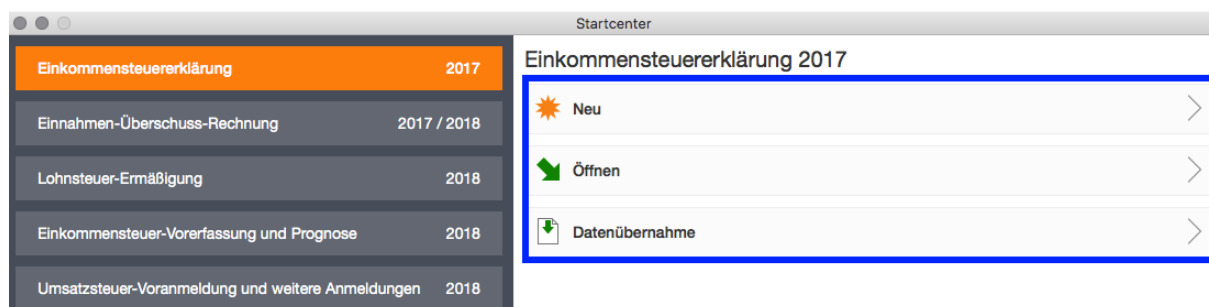 Startcenter
Einkommensteuererklärung 2017
Einnahmen-Überschuss-Rechnung 2017 / 2018
Lohnsteuer-Ermäßigung 2018
Einkommensteuer-Vorerfassung und Prognose 2018
Umsatzsteuer-Voranmeldung und weitere Anmeldungen 2018
Einkommensteuererklärung 2017
Neu
Öffnen
Datenübernahme